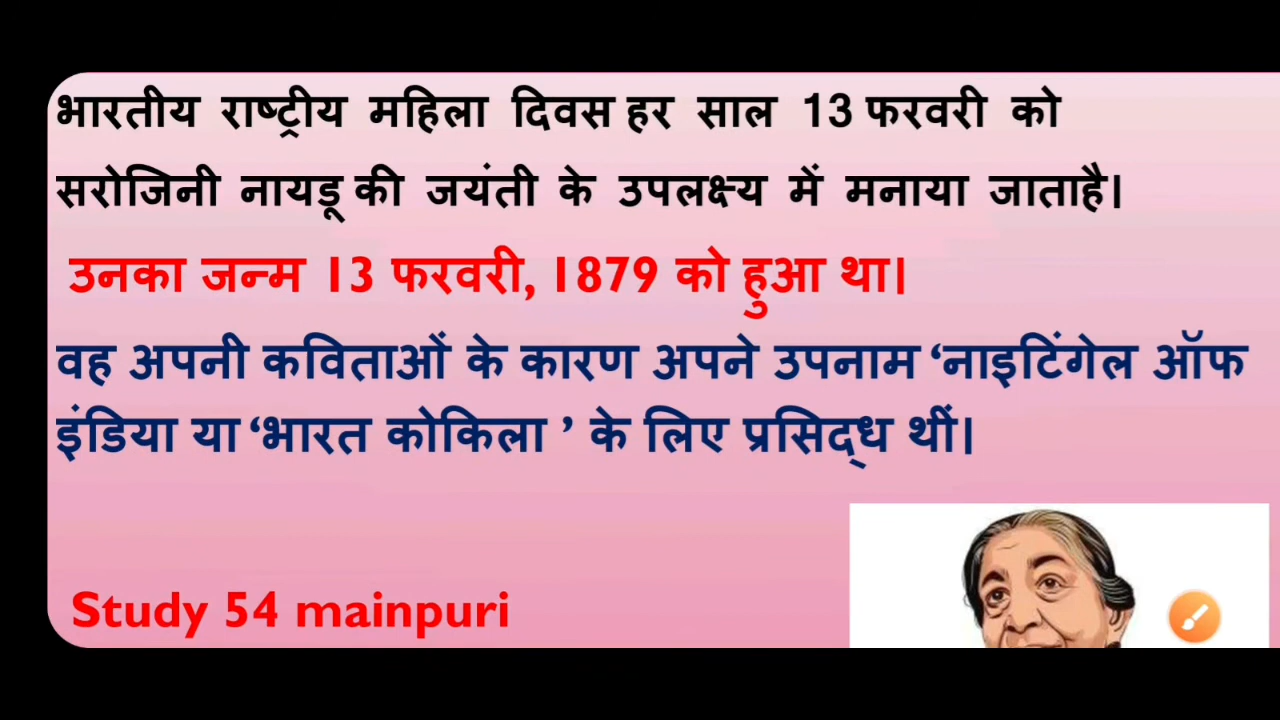 भारतीय राष्ट्रीय महिला दिवस हर साल 13 फरवरी को
सरोजिनी नायडू की जयंती के उपलक्ष्य में मनाया जाताहै।
उनका जन्म 13 फरवरी, 1879 को हुआ था।
वह अपनी कविताओं के कारण अपने उपनाम ‘नाइटिंगेल ऑफ
इंडिया या ‘भारत कोकिला ’ के लिए प्रसिद्ध थीं।
Study 54 mainpuri